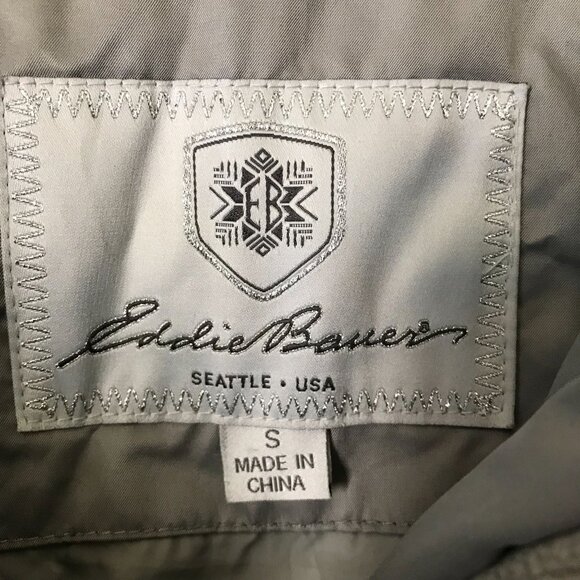 EB
Eddie Bauer®
SEATTLE • USA
S
MADE IN
CHINA